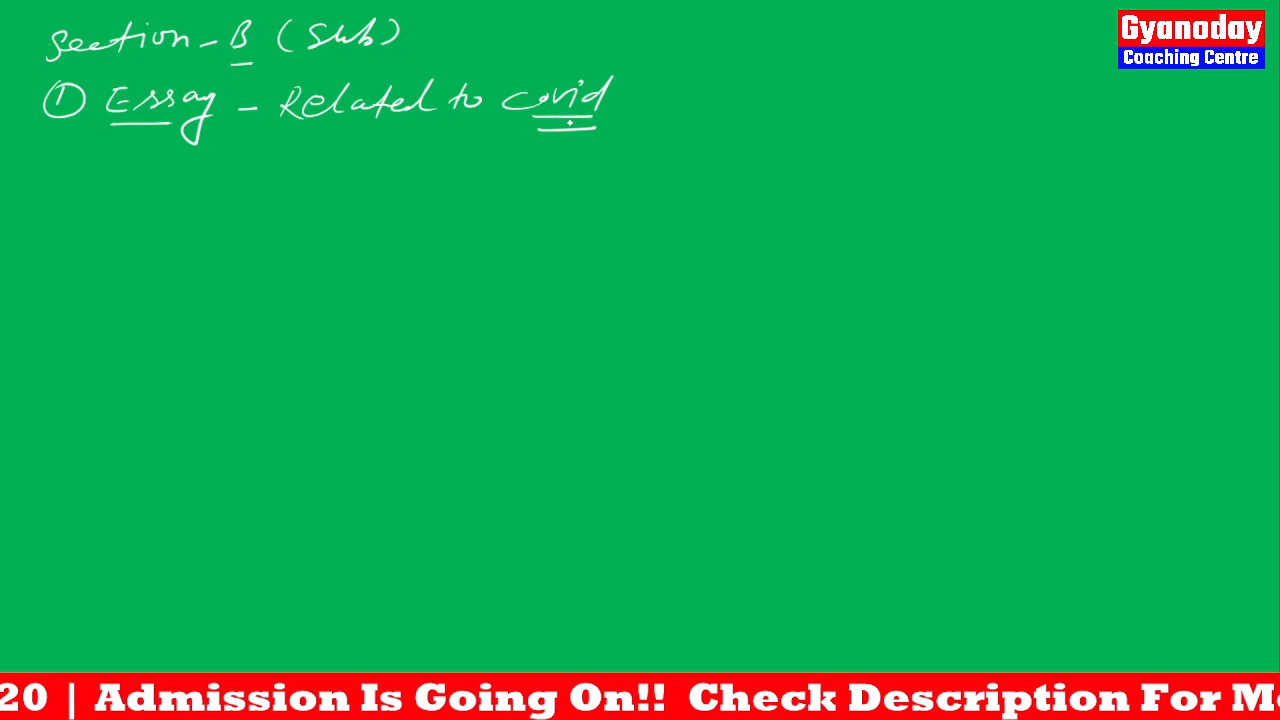 Section - B (Sub)
Gyanoday
Coaching Centre
① Essay - Related to covid
20 | Admission Is Going On!! Check Description For M